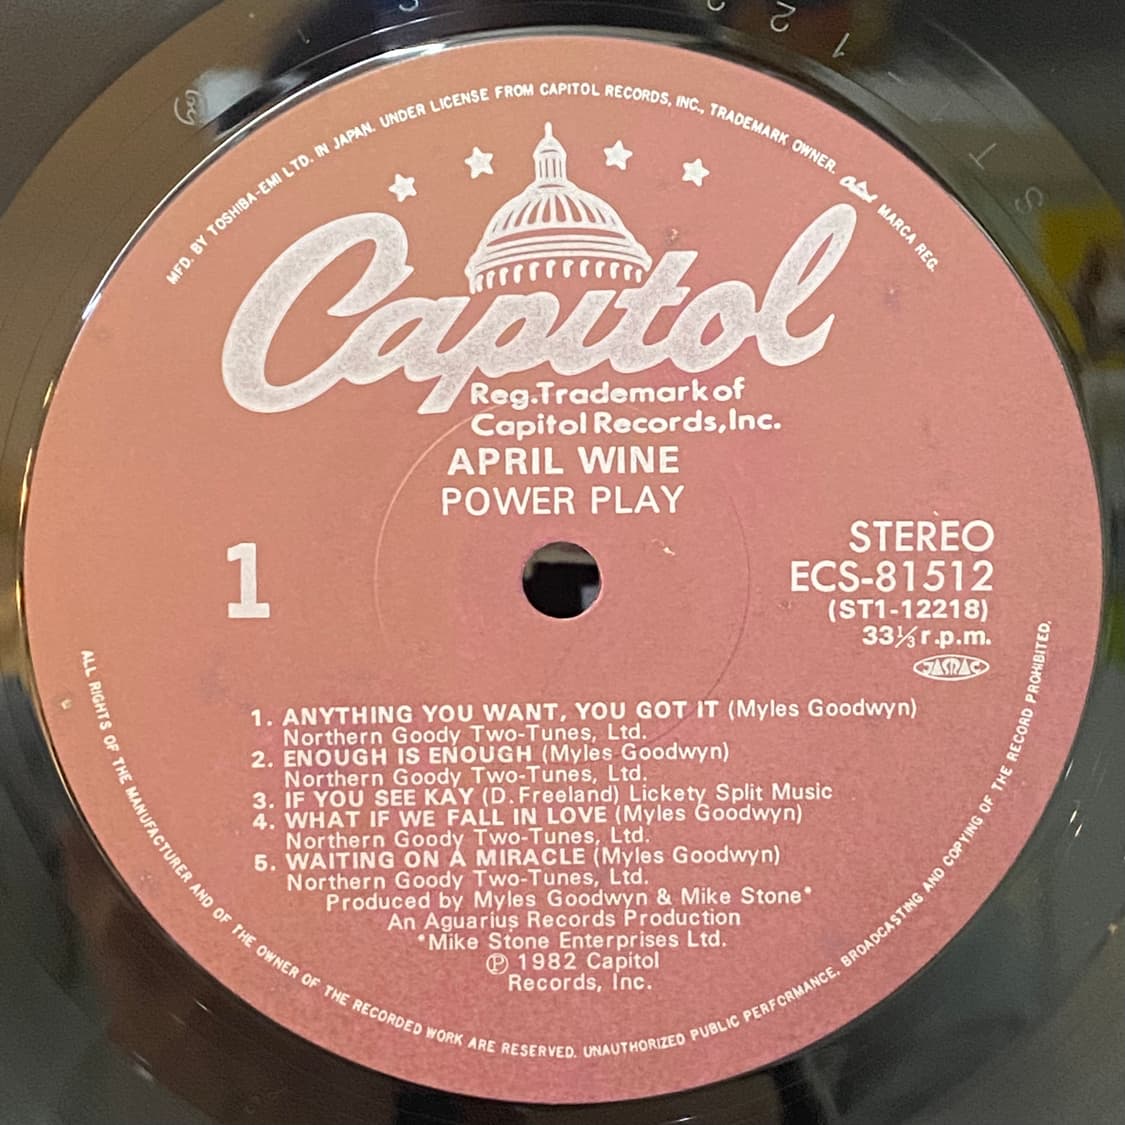 MFD. BY TOSHIBA-EMI LTD. IN JAPAN. UNDER LICENSE FROM CAPITOL RECORDS, INC., TRADEMARK OWNER. Capitol MARCA REG.
Capitol
Reg.Trademark of
Capitol Records,Inc.
APRIL WINE
POWER PLAY
1
STEREO
ECS-81512
(ST1-12218)
33⅓ r.p.m.
JASRAC
1. ANYTHING YOU WANT, YOU GOT IT (Myles Goodwyn)
Northern Goody Two-Tunes, Ltd.
2. ENOUGH IS ENOUGH (Myles Goodwyn)
Northern Goody Two-Tunes, Ltd.
3. IF YOU SEE KAY (D. Freeland) Lickety Split Music
4. WHAT IF WE FALL IN LOVE (Myles Goodwyn)
Northern Goody Two-Tunes, Ltd.
5. WAITING ON A MIRACLE (Myles Goodwyn)
Northern Goody Two-Tunes, Ltd.
Produced by Myles Goodwyn & Mike Stone*
An Aguarius Records Production
*Mike Stone Enterprises Ltd.
℗ 1982 Capitol
Records, Inc.
ALL RIGHTS OF THE MANUFACTURER AND OF THE OWNER OF THE RECORDED WORK ARE RESERVED. UNAUTHORIZED PUBLIC PERFORMANCE, BROADCASTING AND COPYING OF THE RECORD PROHIBITED.